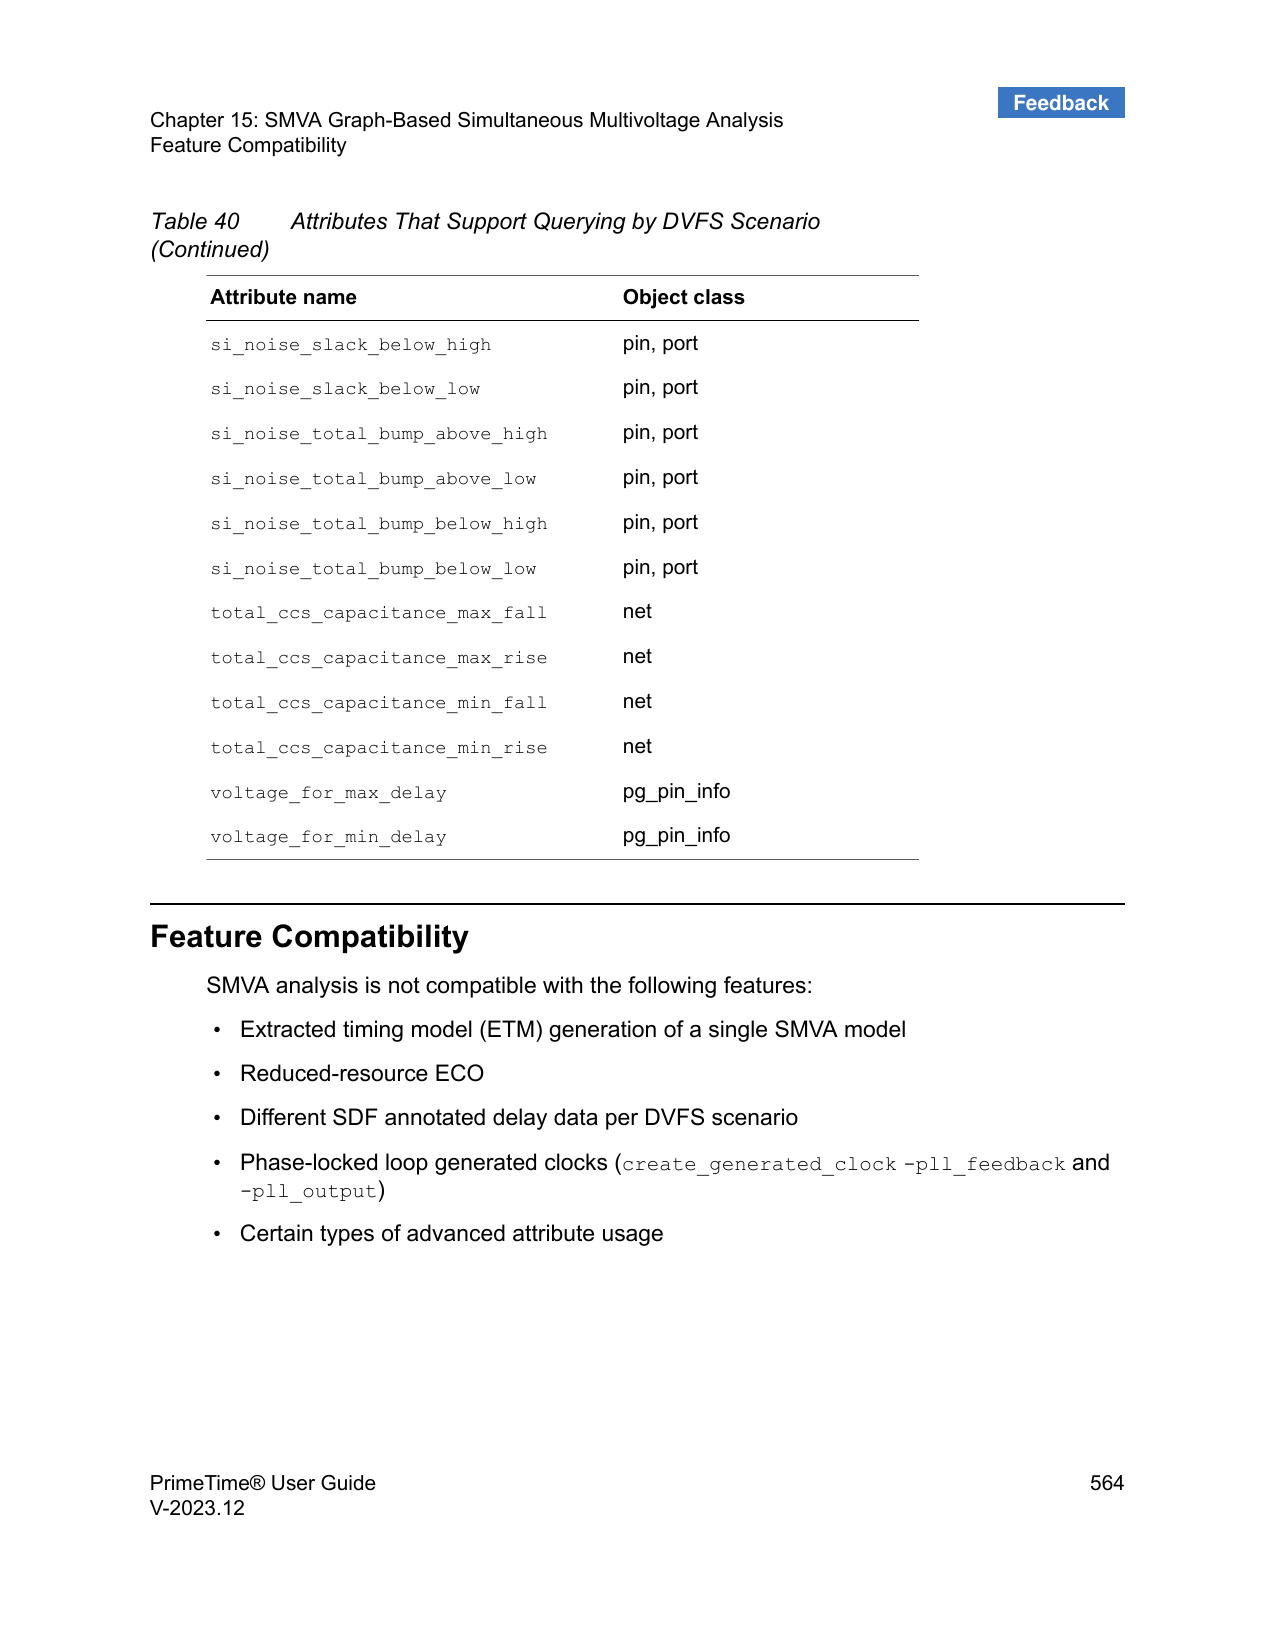 Feedback
Chapter 15: SMVA Graph-Based Simultaneous Multivoltage Analysis
Feature Compatibility
Table 40 Attributes That Support Querying by DVFS Scenario
(Continued)
Attribute name Object class
si_noise_slack_below_high pin, port
si_noise_slack_below_low pin, port
si_noise_total_bump_above_high pin, port
si_noise_total_bump_above_low pin, port
si_noise_total_bump_below_high pin, port
si_noise_total_bump_below_low pin, port
total_ccs_capacitance_max_fall net
total_ccs_capacitance_max_rise net
total_ccs_capacitance_min_fall net
total_ccs_capacitance_min_rise net
voltage_for_max_delay pg_pin_info
voltage_for_min_delay pg_pin_info
Feature Compatibility
SMVA analysis is not compatible with the following features:
• Extracted timing model (ETM) generation of a single SMVA model
• Reduced-resource ECO
• Different SDF annotated delay data per DVFS scenario
• Phase-locked loop generated clocks (create_generated_clock -pll_feedback and
-pll_output)
• Certain types of advanced attribute usage
PrimeTime® User Guide 564
V-2023.12